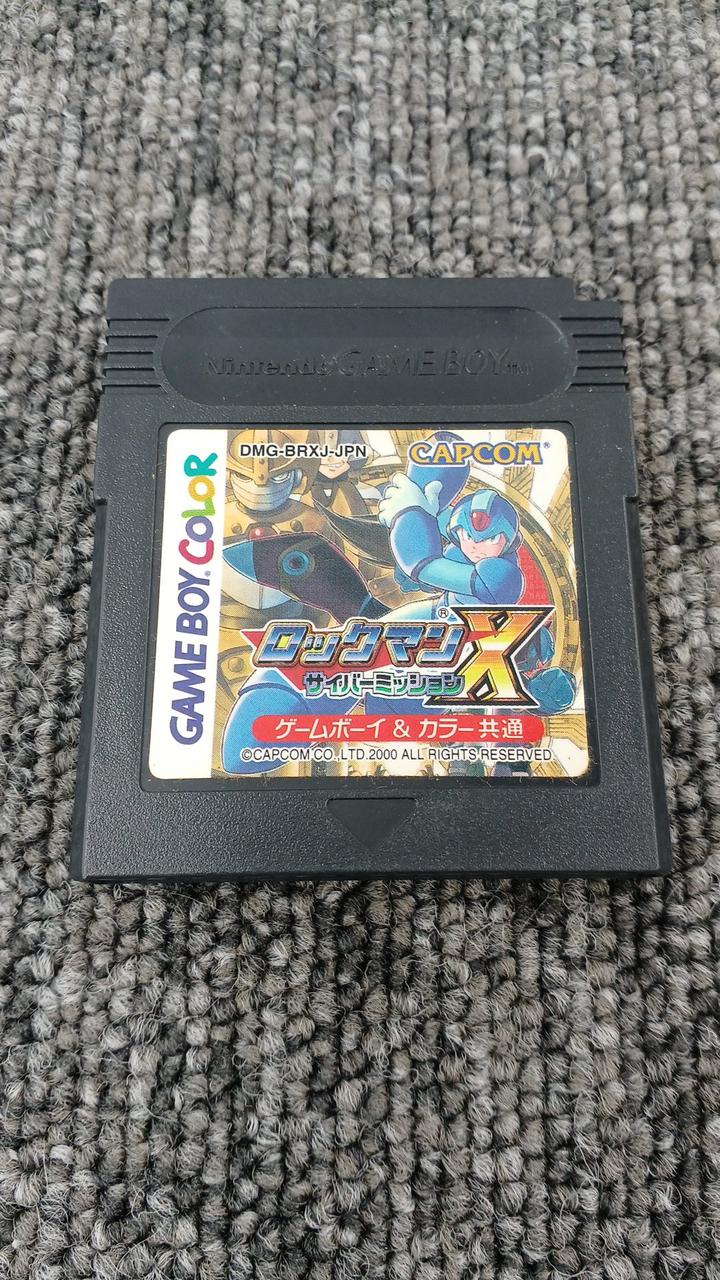 Nintendo GAME BOY TM
DMG-BRXJ-JPN
CAPCOM®
GAME BOY COLOR
ロックマンX
®
サイバーミッション
ゲームボーイ & カラー共通
©CAPCOM CO.,LTD.2000 ALL RIGHTS RESERVED.